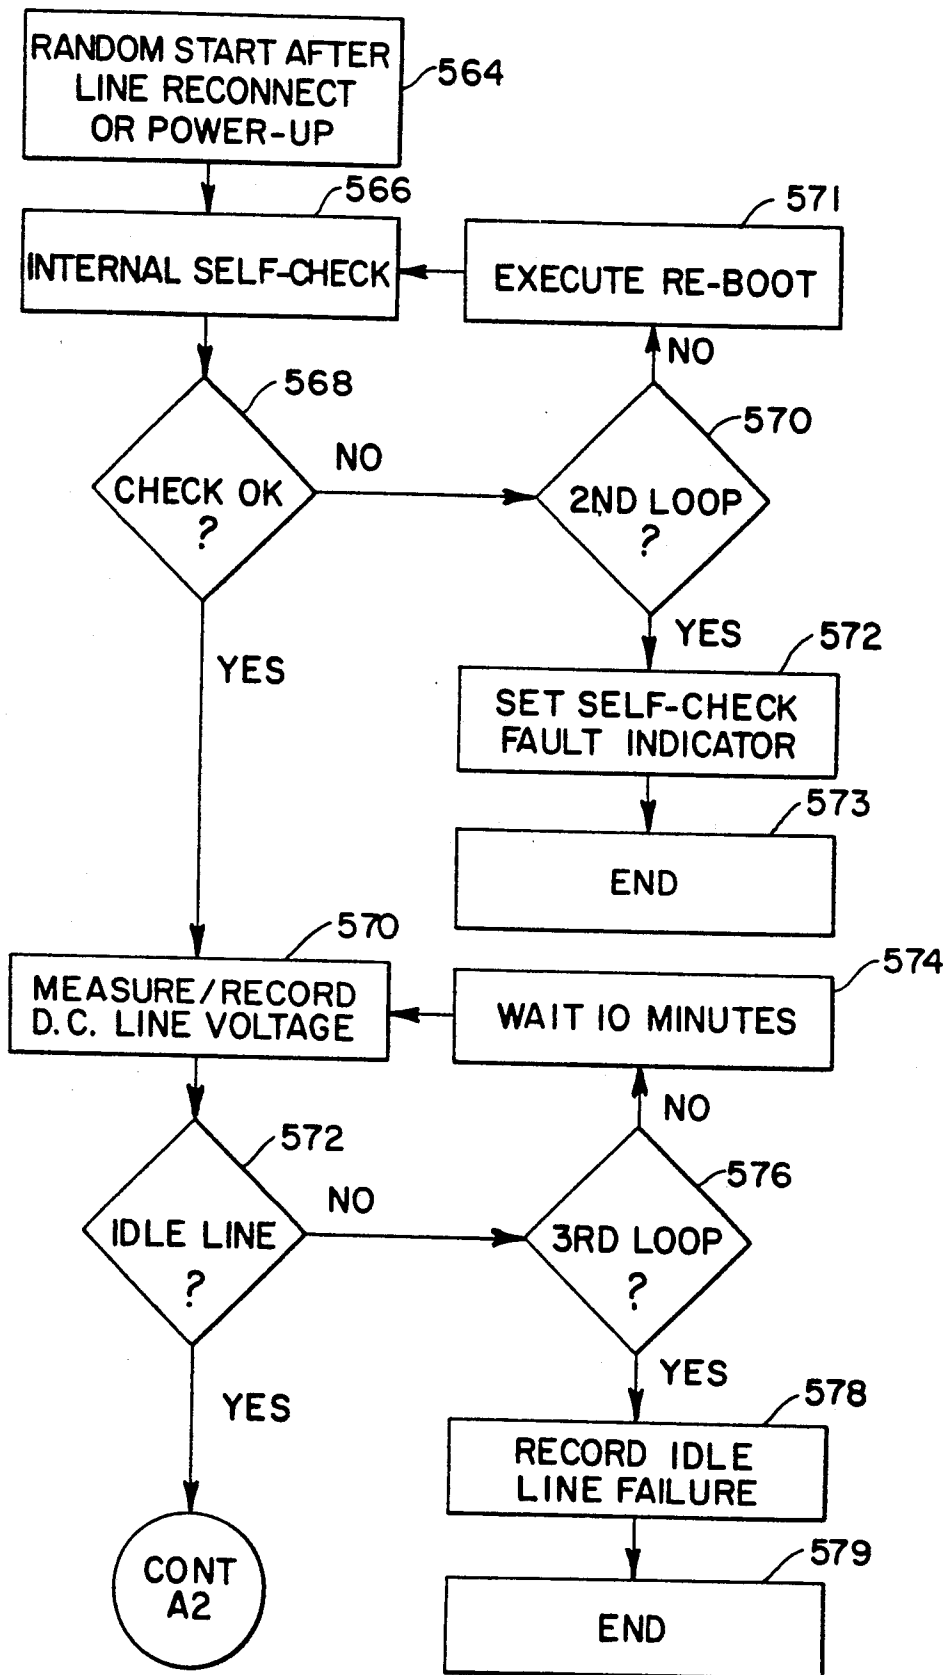 RANDOM START AFTER
LINE RECONNECT
OR POWER-UP
564
566
INTERNAL SELF-CHECK
571
EXECUTE RE-BOOT
NO
568
CHECK OK
?
NO
570
2ND LOOP
?
YES
YES
572
SET SELF-CHECK
FAULT INDICATOR
573
END
570
MEASURE/RECORD
D.C. LINE VOLTAGE
574
WAIT 10 MINUTES
NO
572
IDLE LINE
?
NO
576
3RD LOOP
?
YES
YES
578
RECORD IDLE
LINE FAILURE
579
END
CONT
A2